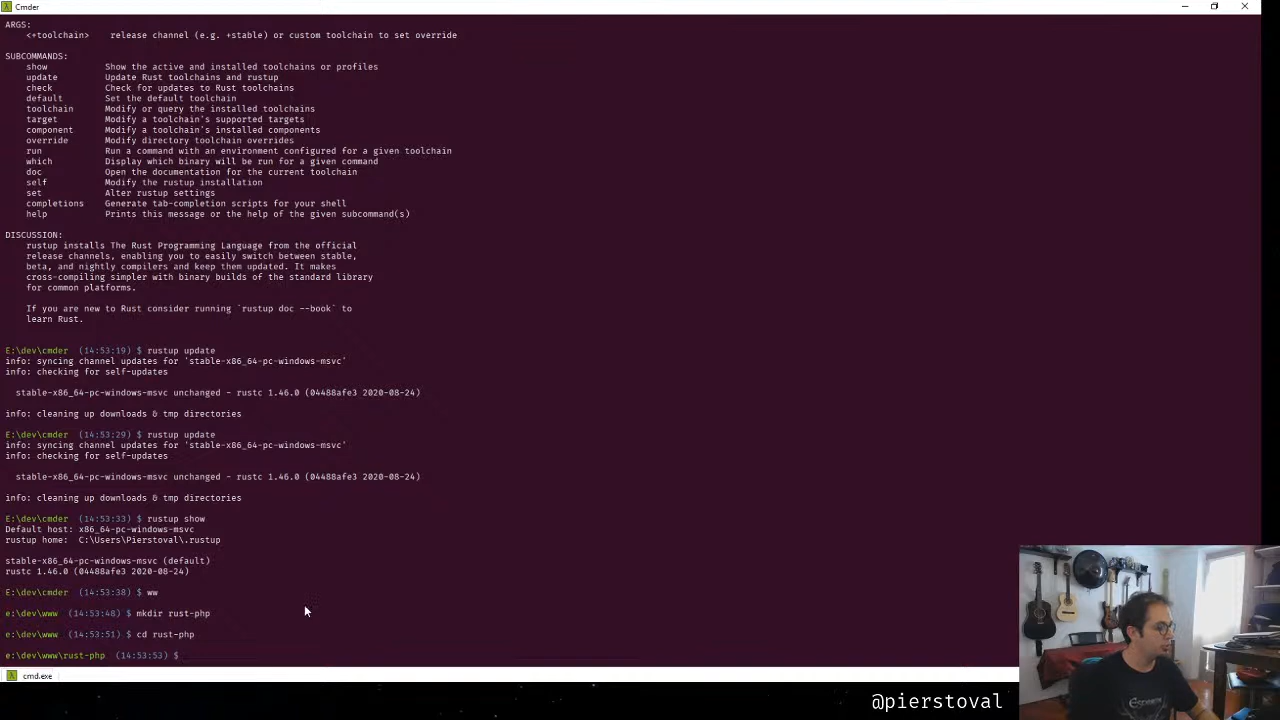 Cmder
ARGS:
<+toolchain>    release channel (e.g. +stable) or custom toolchain to set override
SUBCOMMANDS:
show           Show the active and installed toolchains or profiles
update         Update Rust toolchains and rustup
check          Check for updates to Rust toolchains
default        Set the default toolchain
toolchain      Modify or query the installed toolchains
target         Modify a toolchain's supported targets
component      Modify a toolchain's installed components
override       Modify directory toolchain overrides
run            Run a command with an environment configured for a given toolchain
which          Display which binary will be run for a given command
doc            Open the documentation for the current toolchain
self           Modify the rustup installation
set            Alter rustup settings
completions    Generate tab-completion scripts for your shell
help           Prints this message or the help of the given subcommand(s)
DISCUSSION:
rustup installs The Rust Programming Language from the official
release channels, enabling you to easily switch between stable,
beta, and nightly compilers and keep them updated. It makes
cross-compiling simpler with binary builds of the standard library
for common platforms.
If you are new to Rust consider running `rustup doc --book` to
learn Rust.
E:\dev\cmder  (14:53:19) $ rustup update
info: syncing channel updates for 'stable-x86_64-pc-windows-msvc'
info: checking for self-updates
stable-x86_64-pc-windows-msvc unchanged - rustc 1.46.0 (04488afe3 2020-08-24)
info: cleaning up downloads & tmp directories
E:\dev\cmder  (14:53:29) $ rustup update
info: syncing channel updates for 'stable-x86_64-pc-windows-msvc'
info: checking for self-updates
stable-x86_64-pc-windows-msvc unchanged - rustc 1.46.0 (04488afe3 2020-08-24)
info: cleaning up downloads & tmp directories
E:\dev\cmder  (14:53:33) $ rustup show
Default host: x86_64-pc-windows-msvc
rustup home:  C:\Users\Pierstoval\.rustup
stable-x86_64-pc-windows-msvc (default)
rustc 1.46.0 (04488afe3 2020-08-24)
E:\dev\cmder  (14:53:38) $ ww
e:\dev\www  (14:53:48) $ mkdir rust-php
e:\dev\www  (14:53:51) $ cd rust-php
e:\dev\www\rust-php  (14:53:53) $
cmd.exe
@pierstoval